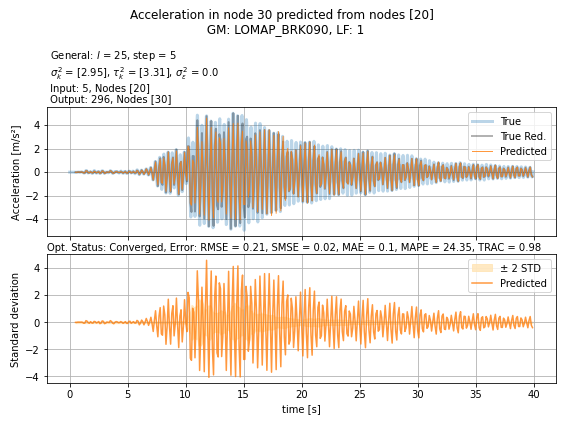 Acceleration in node 30 predicted from nodes [20]
GM: LOMAP_BRK090, LF: 1
General: l = 25, step = 5
σ²ₖ = [2.95], τ²ₖ = [3.31], σ²ε = 0.0
Input: 5, Nodes [20]
Output: 296, Nodes [30]
Acceleration [m/s²]
4
2
0
−2
−4
True
True Red.
Predicted
Opt. Status: Converged, Error: RMSE = 0.21, SMSE = 0.02, MAE = 0.1, MAPE = 24.35, TRAC = 0.98
Standard deviation
4
2
0
−2
−4
± 2 STD
Predicted
0 5 10 15 20 25 30 35 40
time [s]